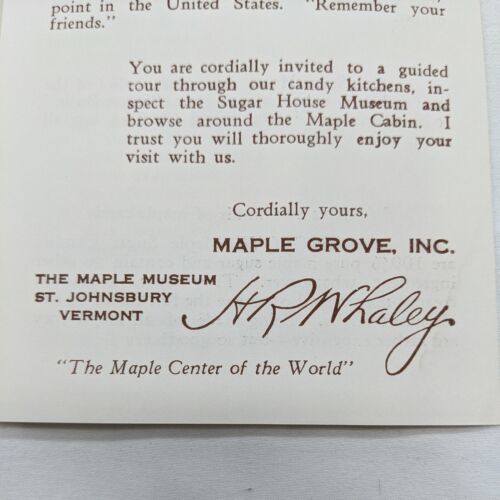 point in the United States. "Remember your
friends."
You are cordially invited to a guided
tour through our candy kitchens, in-
spect the Sugar House Museum and
browse around the Maple Cabin. I
trust you will thoroughly enjoy your
visit with us.
Cordially yours,
MAPLE GROVE, INC.
THE MAPLE MUSEUM
ST. JOHNSBURY
VERMONT
H R Whaley
"The Maple Center of the World"